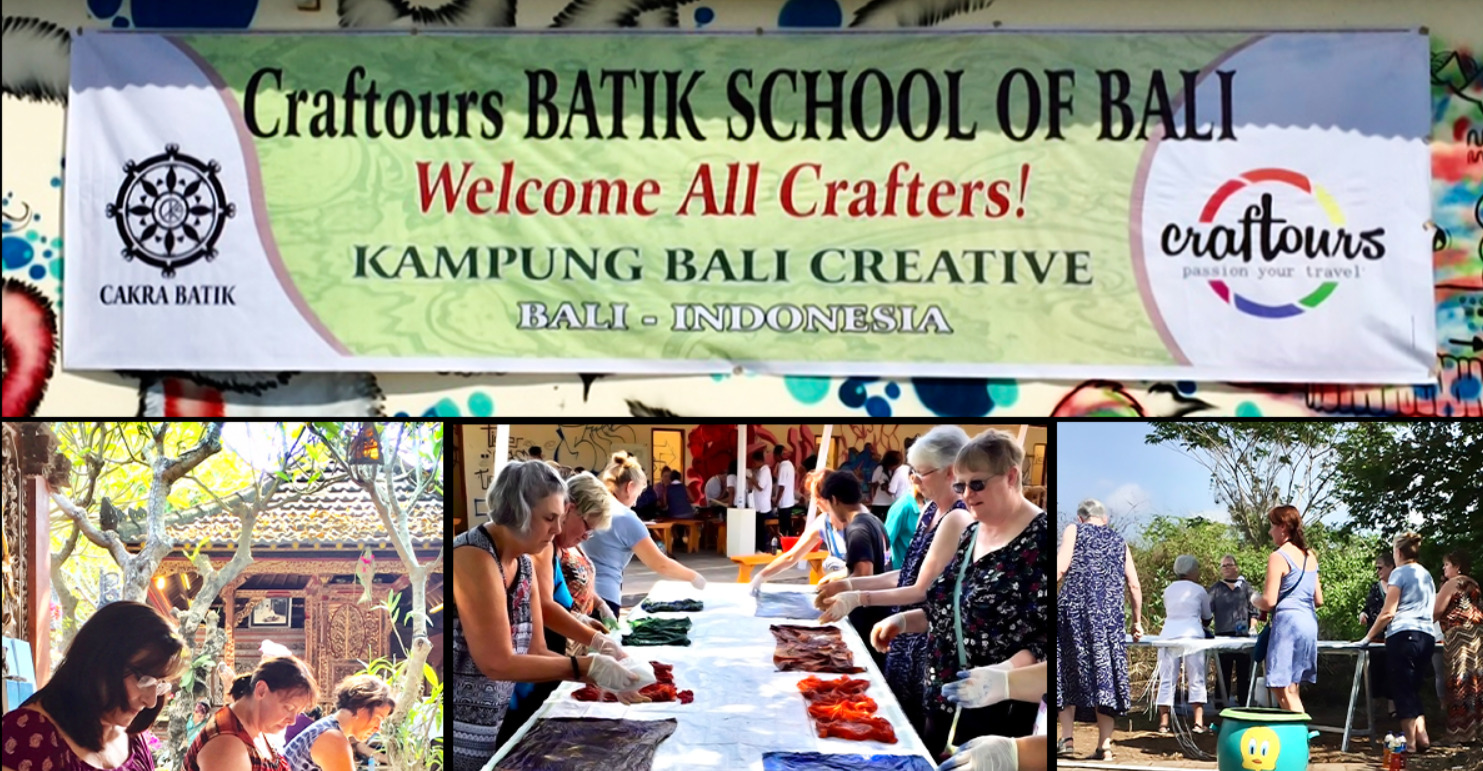 Craftours BATIK SCHOOL OF BALI
Welcome All Crafters!
KAMPUNG BALI CREATIVE
BALI - INDONESIA
CAKRA BATIK
craftours
passion your travel